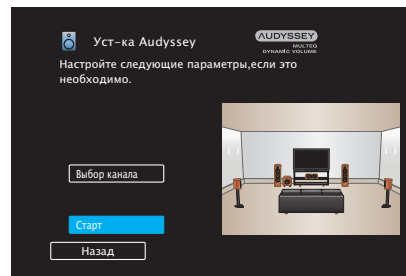 Уст-ка Audyssey
AUDYSSEY
MULTEQ
DYNAMIC VOLUME
Настройте следующие параметры,если это
необходимо.
Выбор канала
Старт
Назад